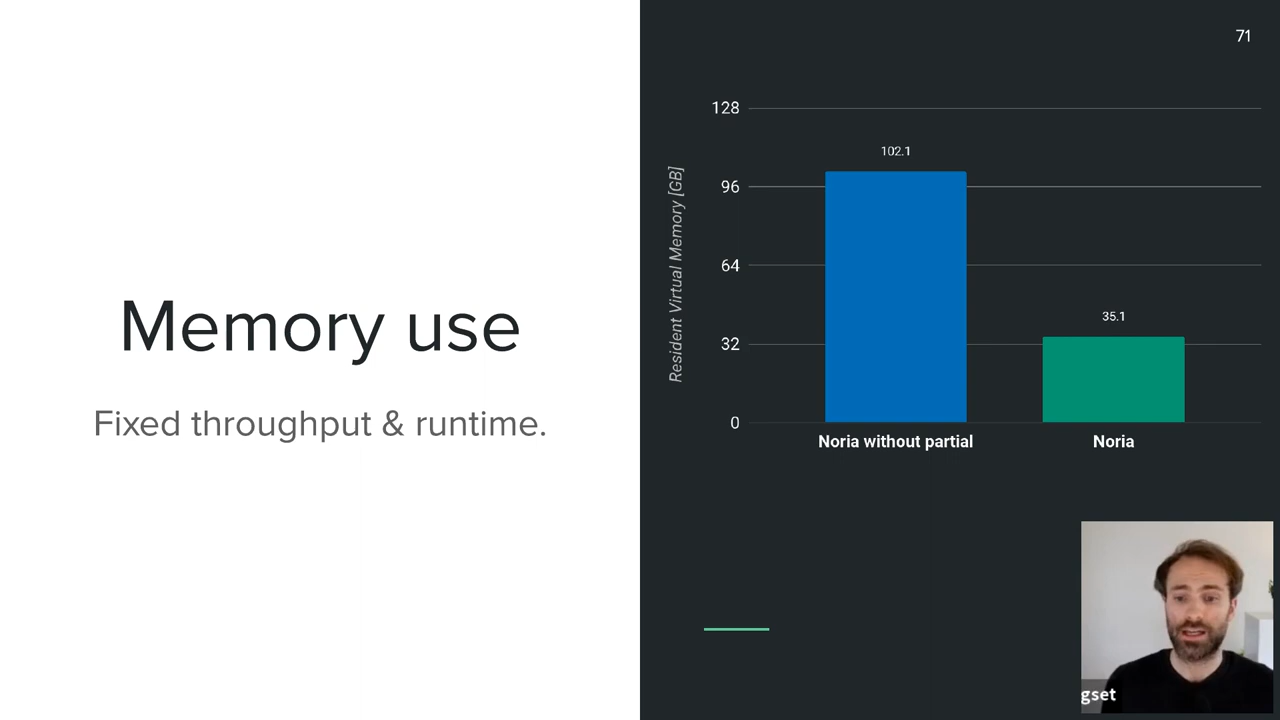 Memory use
Fixed throughput & runtime.
71
Resident Virtual Memory [GB]
128
96
64
32
0
102.1
35.1
Noria without partial
Noria
gset